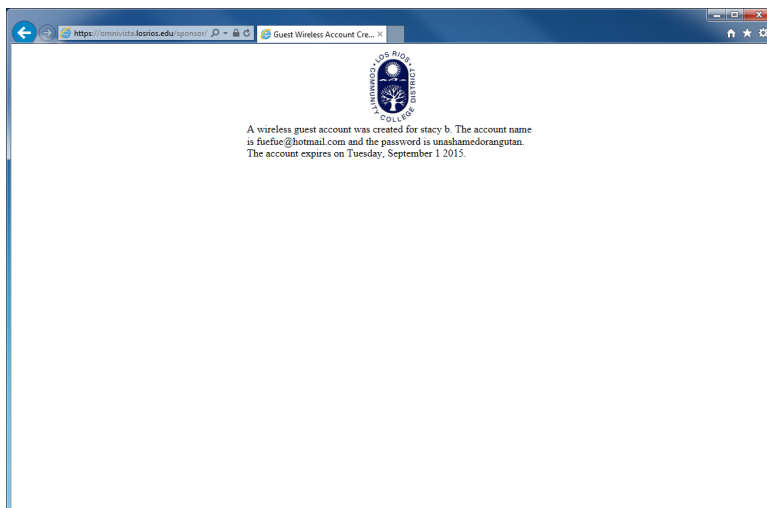 https://omnivista.losrios.edu/sponsor/
Guest Wireless Account Cre...
LOS RIOS
COMMUNITY
COLLEGE
DISTRICT
A wireless guest account was created for stacy b. The account name
is fuefue@hotmail.com and the password is unashamedorangutan.
The account expires on Tuesday, September 1 2015.